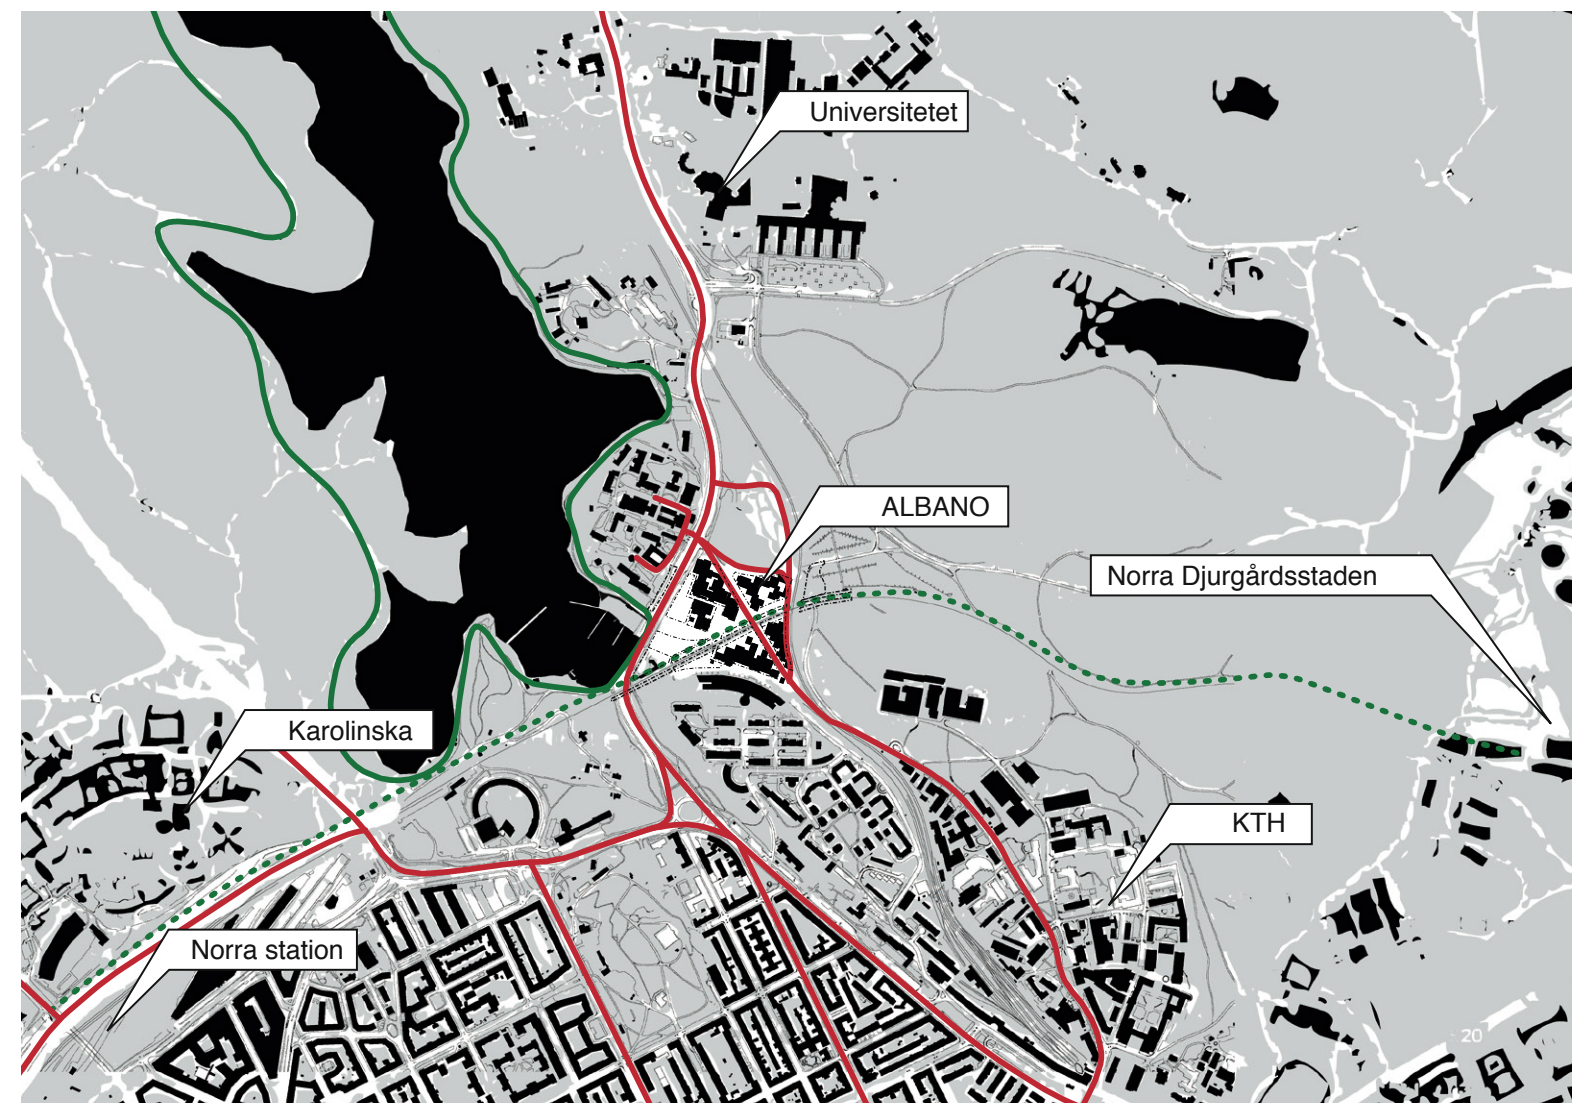 Universitetet
ALBANO
Norra Djurgårdsstaden
Karolinska
KTH
Norra station
20